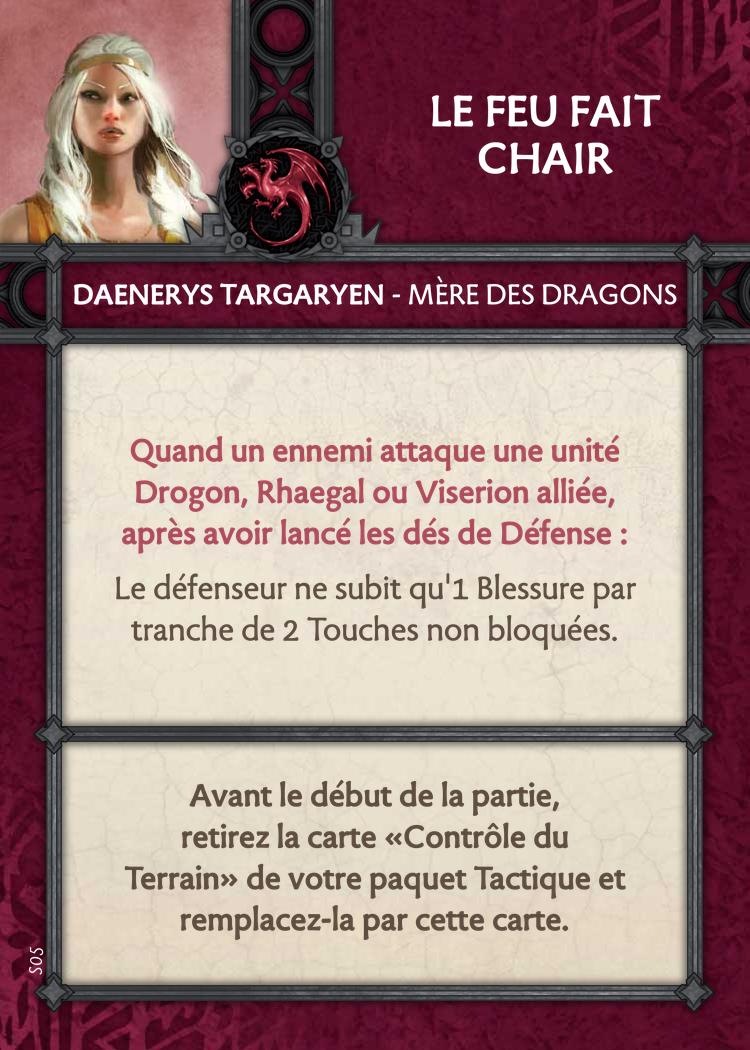 LE FEU FAIT
CHAIR
DAENERYS TARGARYEN - MÈRE DES DRAGONS
Quand un ennemi attaque une unité
Drogon, Rhaegal ou Viserion alliée,
après avoir lancé les dés de Défense :
Le défenseur ne subit qu'1 Blessure par
tranche de 2 Touches non bloquées.
Avant le début de la partie,
retirez la carte «Contrôle du
Terrain» de votre paquet Tactique et
remplacez-la par cette carte.
S05